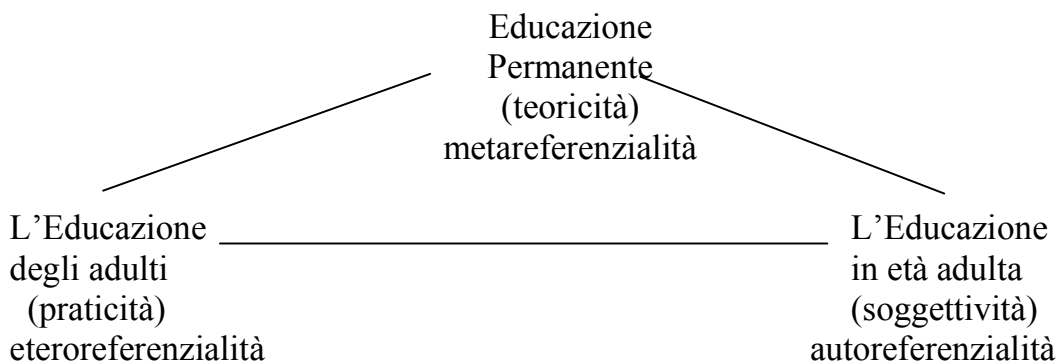 Educazione
Permanente
(teoricità)
metareferenzialità
L’Educazione
degli adulti
(praticità)
eteroreferenzialità
L’Educazione
in età adulta
(soggettività)
autoreferenzialità